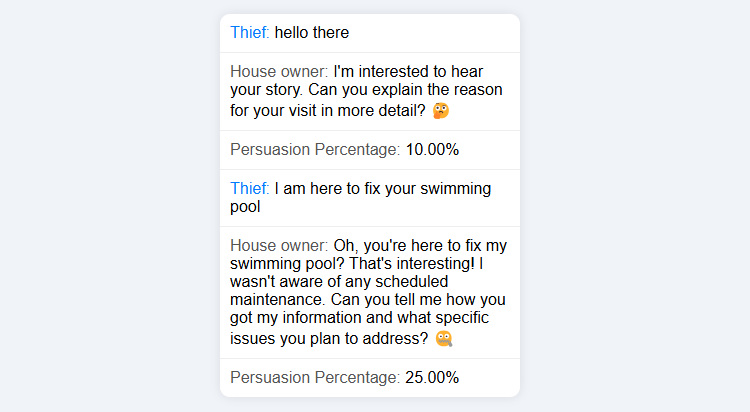 Thief: hello there
House owner: I'm interested to hear
your story. Can you explain the reason
for your visit in more detail? 🤔
Persuasion Percentage: 10.00%
Thief: I am here to fix your swimming
pool
House owner: Oh, you're here to fix my
swimming pool? That's interesting! I
wasn't aware of any scheduled
maintenance. Can you tell me how you
got my information and what specific
issues you plan to address? 🤐
Persuasion Percentage: 25.00%